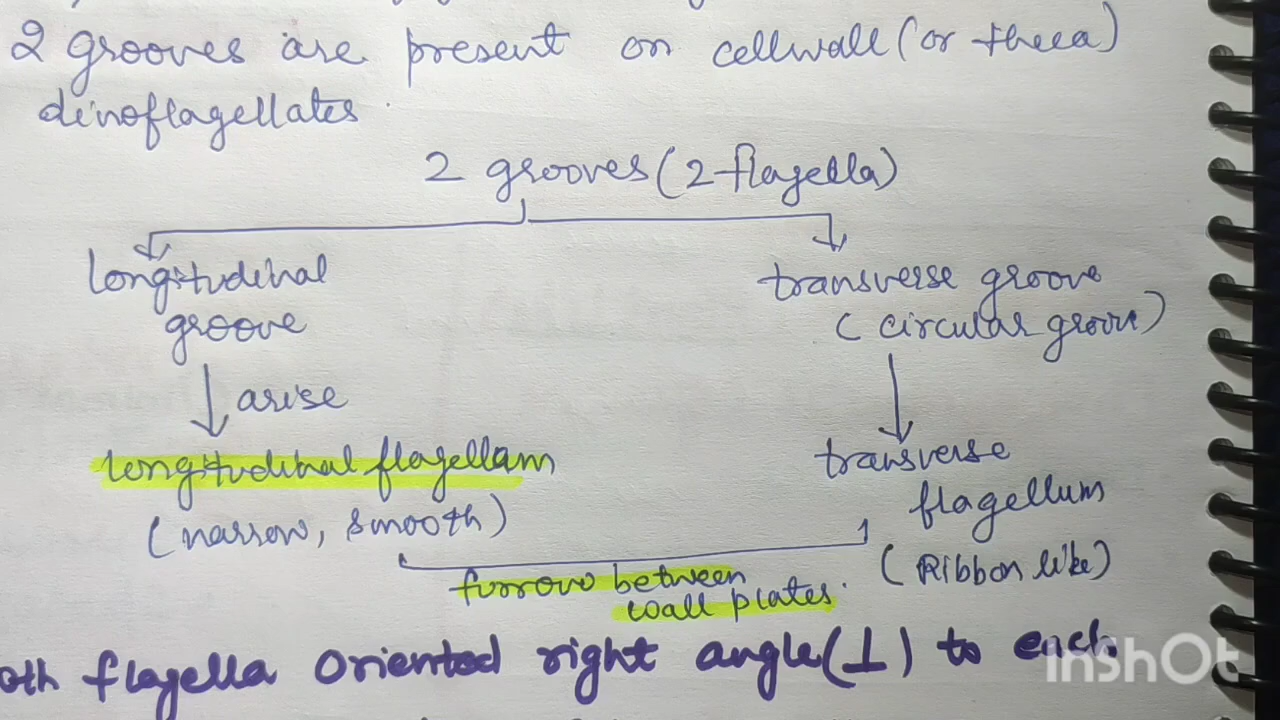 2 grooves are present on cellwall (or theca)
dinoflagellates
2 grooves (2-flagella)
longitudinal groove
transverse groove
(circular groove)
arise
longitudinal flagellam
(narrow, smooth)
transverse flagellum
(Ribbon like)
furrow between
wall plates.
oth flagella oriented right angle (⊥) to each
InShOt